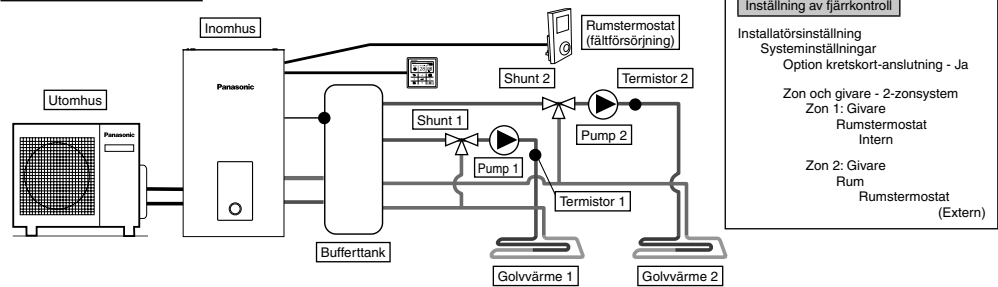 Inställning av fjärrkontroll
Installatörsinställning
Systeminställningar
Option kretskort-anslutning - Ja
Zon och givare - 2-zonsystem
Zon 1: Givare
Rumstermostat
Intern
Zon 2: Givare
Rum
Rumstermostat
(Extern)
Inomhus
Rumstermostat
(fältförsörjning)
Panasonic
Utomhus
Panasonic
Shunt 2
Termistor 2
Shunt 1
Pump 2
Pump 1
Termistor 1
Bufferttank
Golvvärme 1
Golvvärme 2